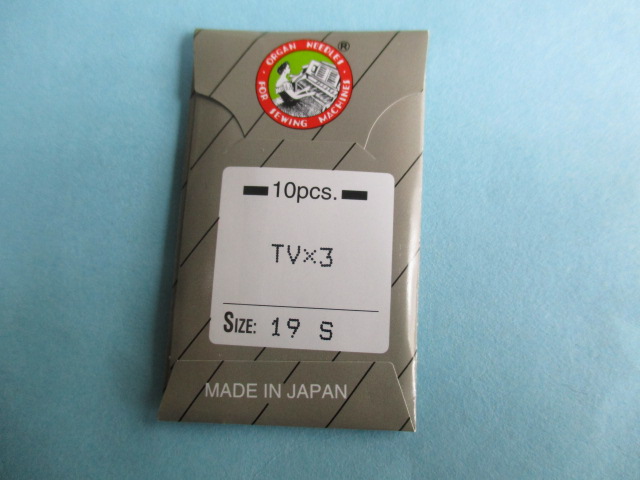 ORGAN NEEDLES
®
FOR SEWING MACHINES
10pcs.
TV×3
SIZE: 19 S
MADE IN JAPAN